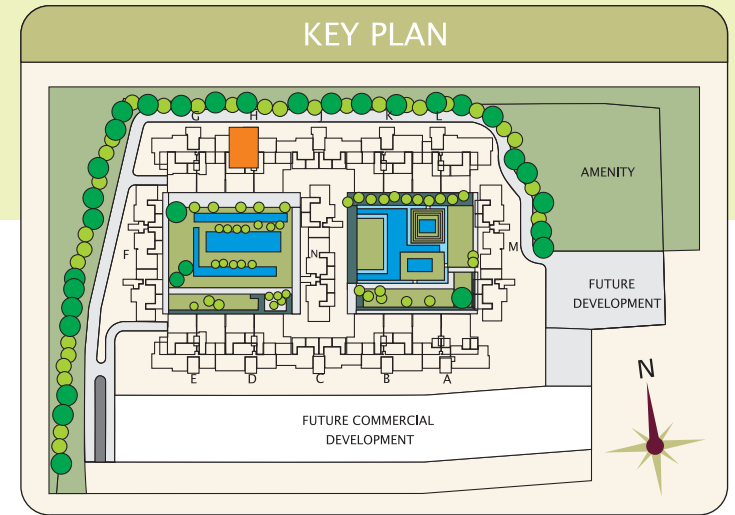 KEY PLAN
G
H
J
K
L
AMENITY
F
N
M
FUTURE
DEVELOPMENT
N
E
D
C
B
A
FUTURE COMMERCIAL
DEVELOPMENT